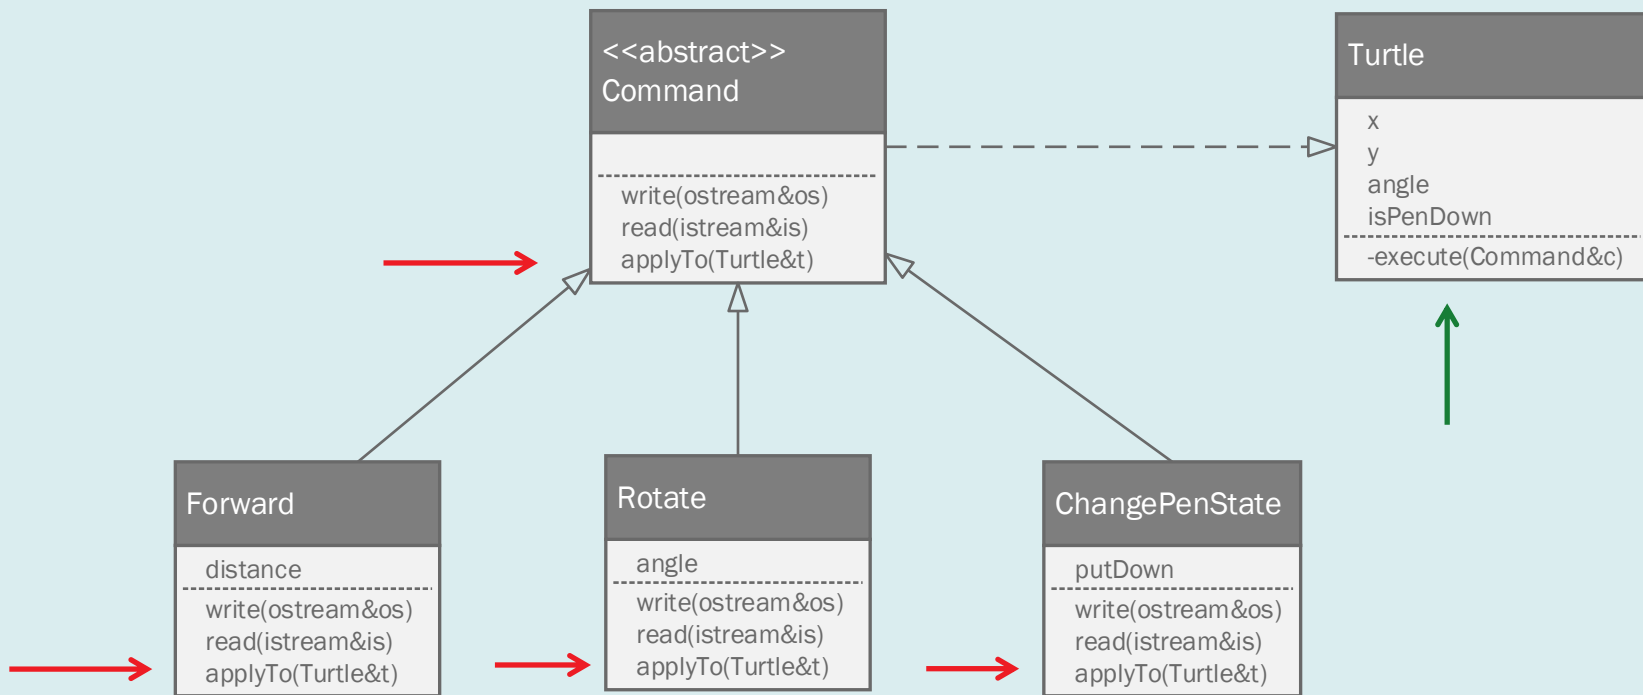 <<abstract>>
Command
write(ostream&os)
read(istream&is)
applyTo(Turtle&t)
Turtle
x
y
angle
isPenDown
-execute(Command&c)
Forward
distance
write(ostream&os)
read(istream&is)
applyTo(Turtle&t)
Rotate
angle
write(ostream&os)
read(istream&is)
applyTo(Turtle&t)
ChangePenState
putDown
write(ostream&os)
read(istream&is)
applyTo(Turtle&t)